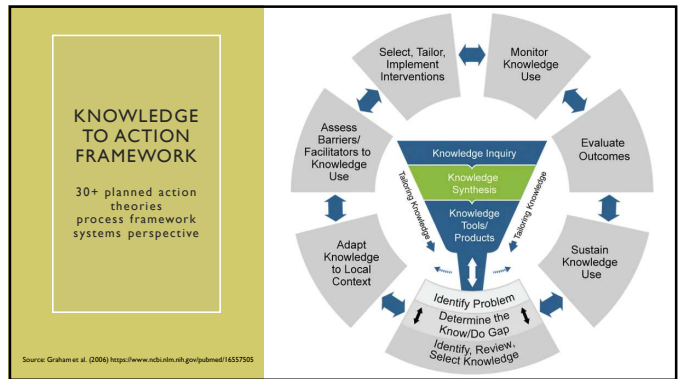 KNOWLEDGE
TO ACTION
FRAMEWORK
30+ planned action
theories
process framework
systems perspective
Source: Graham et al. (2006) https://www.ncbi.nlm.nih.gov/pubmed/16557505
Select, Tailor,
Implement
Interventions
Monitor
Knowledge
Use
Assess
Barriers/
Facilitators to
Knowledge
Use
Evaluate
Outcomes
Adapt
Knowledge
to Local
Context
Sustain
Knowledge
Use
Knowledge Inquiry
Knowledge
Synthesis
Knowledge
Tools/
Products
Tailoring Knowledge
Tailoring Knowledge
Identify Problem
Determine the
Know/Do Gap
Identify, Review,
Select Knowledge